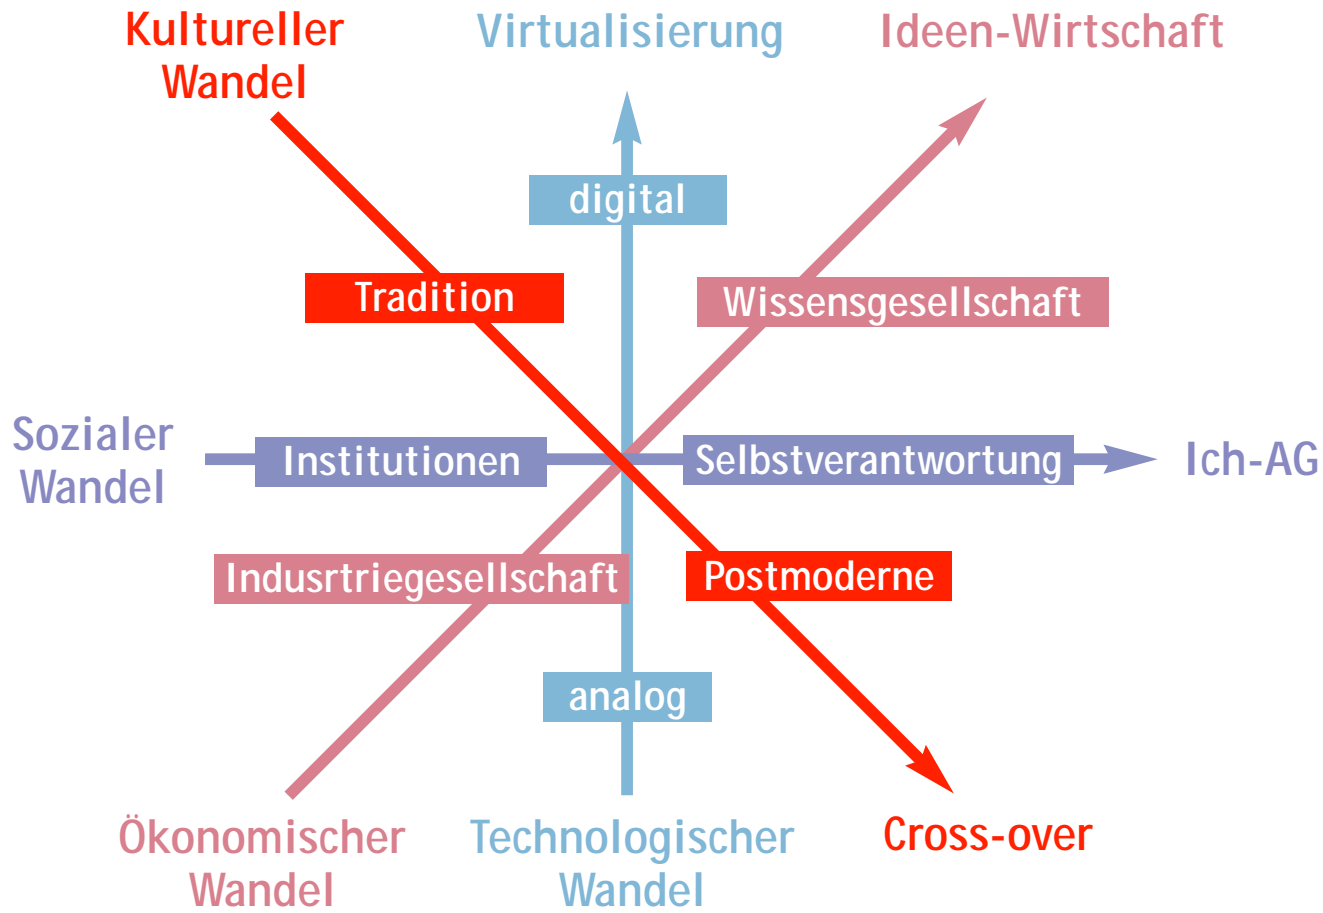 Kultureller
Wandel
Virtualisierung
Ideen-Wirtschaft
digital
Tradition
Wissensgesellschaft
Sozialer
Wandel
Institutionen
Selbstverantwortung
Ich-AG
Indusrtriegesellschaft
Postmoderne
analog
Ökonomischer
Wandel
Technologischer
Wandel
Cross-over